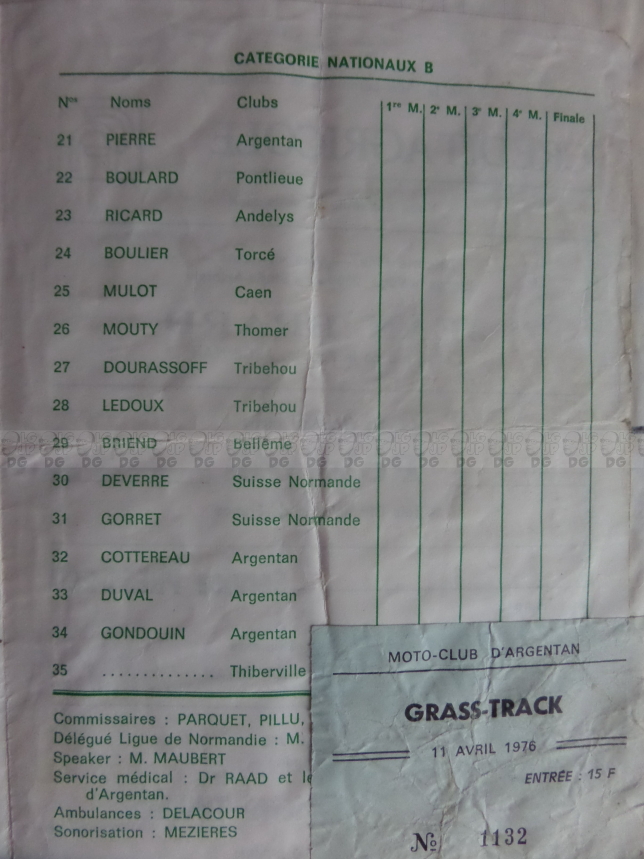 CATEGORIE NATIONAUX B
Nos Noms Clubs 1re M. 2e M. 3e M. 4e M. Finale
21 PIERRE Argentan
22 BOULARD Pontlieue
23 RICARD Andelys
24 BOULIER Torcé
25 MULOT Caen
26 MOUTY Thomer
27 DOURASSOFF Tribehou
28 LEDOUX Tribehou
29 BRIEND Bellême
30 DEVERRE Suisse Normande
31 GORRET Suisse Normande
32 COTTEREAU Argentan
33 DUVAL Argentan
34 GONDOUIN Argentan
35 .............. Thiberville
Commissaires : PARQUET, PILLU,
Délégué Ligue de Normandie : M.
Speaker : M. MAUBERT
Service médical : Dr RAAD et
d'Argentan.
Ambulances : DELACOUR
Sonorisation : MEZIERES
MOTO-CLUB D'ARGENTAN
GRASS-TRACK
11 AVRIL 1976
ENTRÉE : 15 F
No 1132